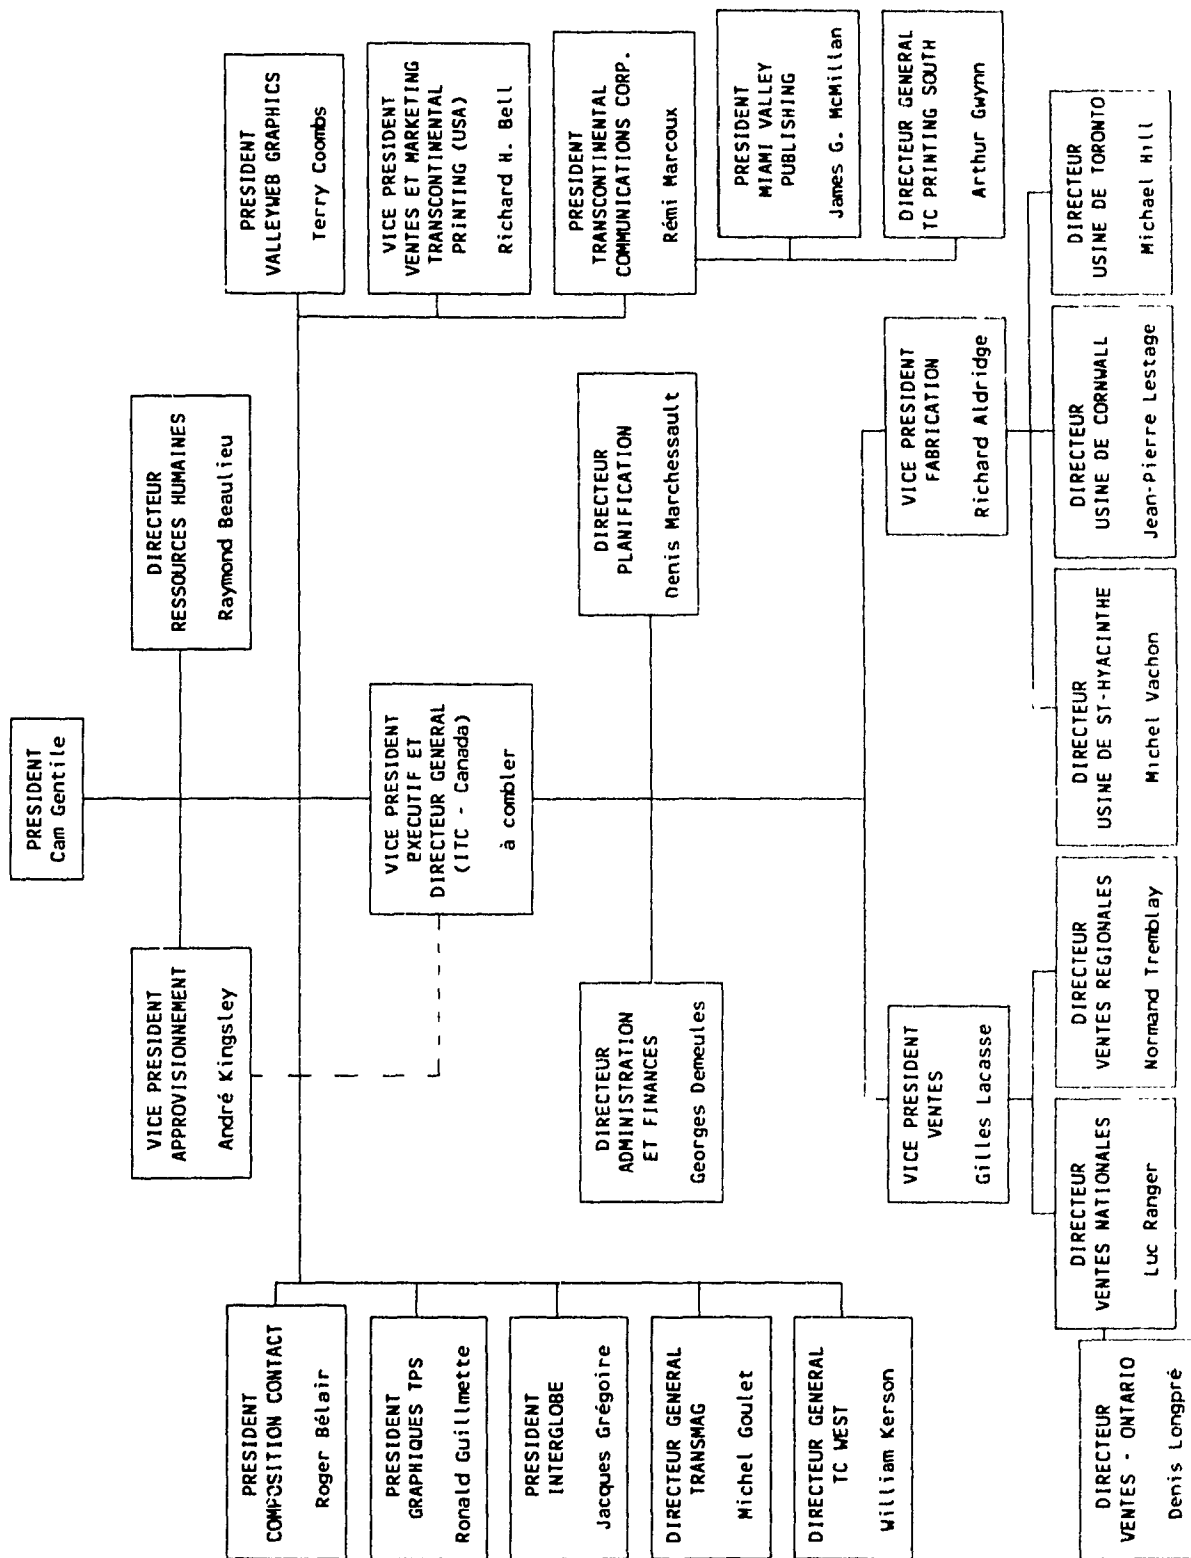 PRESIDENT
Cam Gentile
VICE PRESIDENT
APPROVISIONNEMENT
André Kingsley
DIRECTEUR
RESSOURCES HUMAINES
Raymond Beaulieu
PRESIDENT
COMPOSITION CONTACT
Roger Bélair
PRESIDENT
GRAPHIQUES TPS
Ronald Guillmette
PRESIDENT
INTERGLOBE
Jacques Grégoire
DIRECTEUR GENERAL
TRANSMAG
Michel Goulet
DIRECTEUR GENERAL
TC WEST
William Kerson
VICE PRESIDENT
EXECUTIF ET
DIRECTEUR GENERAL
(ITC - Canada)
à combler
PRESIDENT
VALLEYWEB GRAPHICS
Terry Coombs
VICE PRESIDENT
VENTES ET MARKETING
TRANSCONTINENTAL
PRINTING (USA)
Richard H. Bell
PRESIDENT
TRANSCONTINENTAL
COMMUNICATIONS CORP.
Rémi Marcoux
PRESIDENT
MIAMI VALLEY
PUBLISHING
James G. McMillan
DIRECTEUR GENERAL
TC PRINTING SOUTH
Arthur Gwynn
DIRECTEUR
ADMINISTRATION
ET FINANCES
Georges Demeules
DIRECTEUR
PLANIFICATION
Denis Marchessault
VICE PRESIDENT
VENTES
Gilles Lacasse
VICE PRESIDENT
FABRICATION
Richard Aldridge
DIRECTEUR
VENTES - ONTARIO
Denis Longpré
DIRECTEUR
VENTES NATIONALES
Luc Ranger
DIRECTEUR
VENTES REGIONALES
Normand Tremblay
DIRECTEUR
USINE DE ST-HYACINTHE
Michel Vachon
DIRECTEUR
USINE DE CORNWALL
Jean-Pierre Lestage
DIRECTEUR
USINE DE TORONTO
Michael Hill